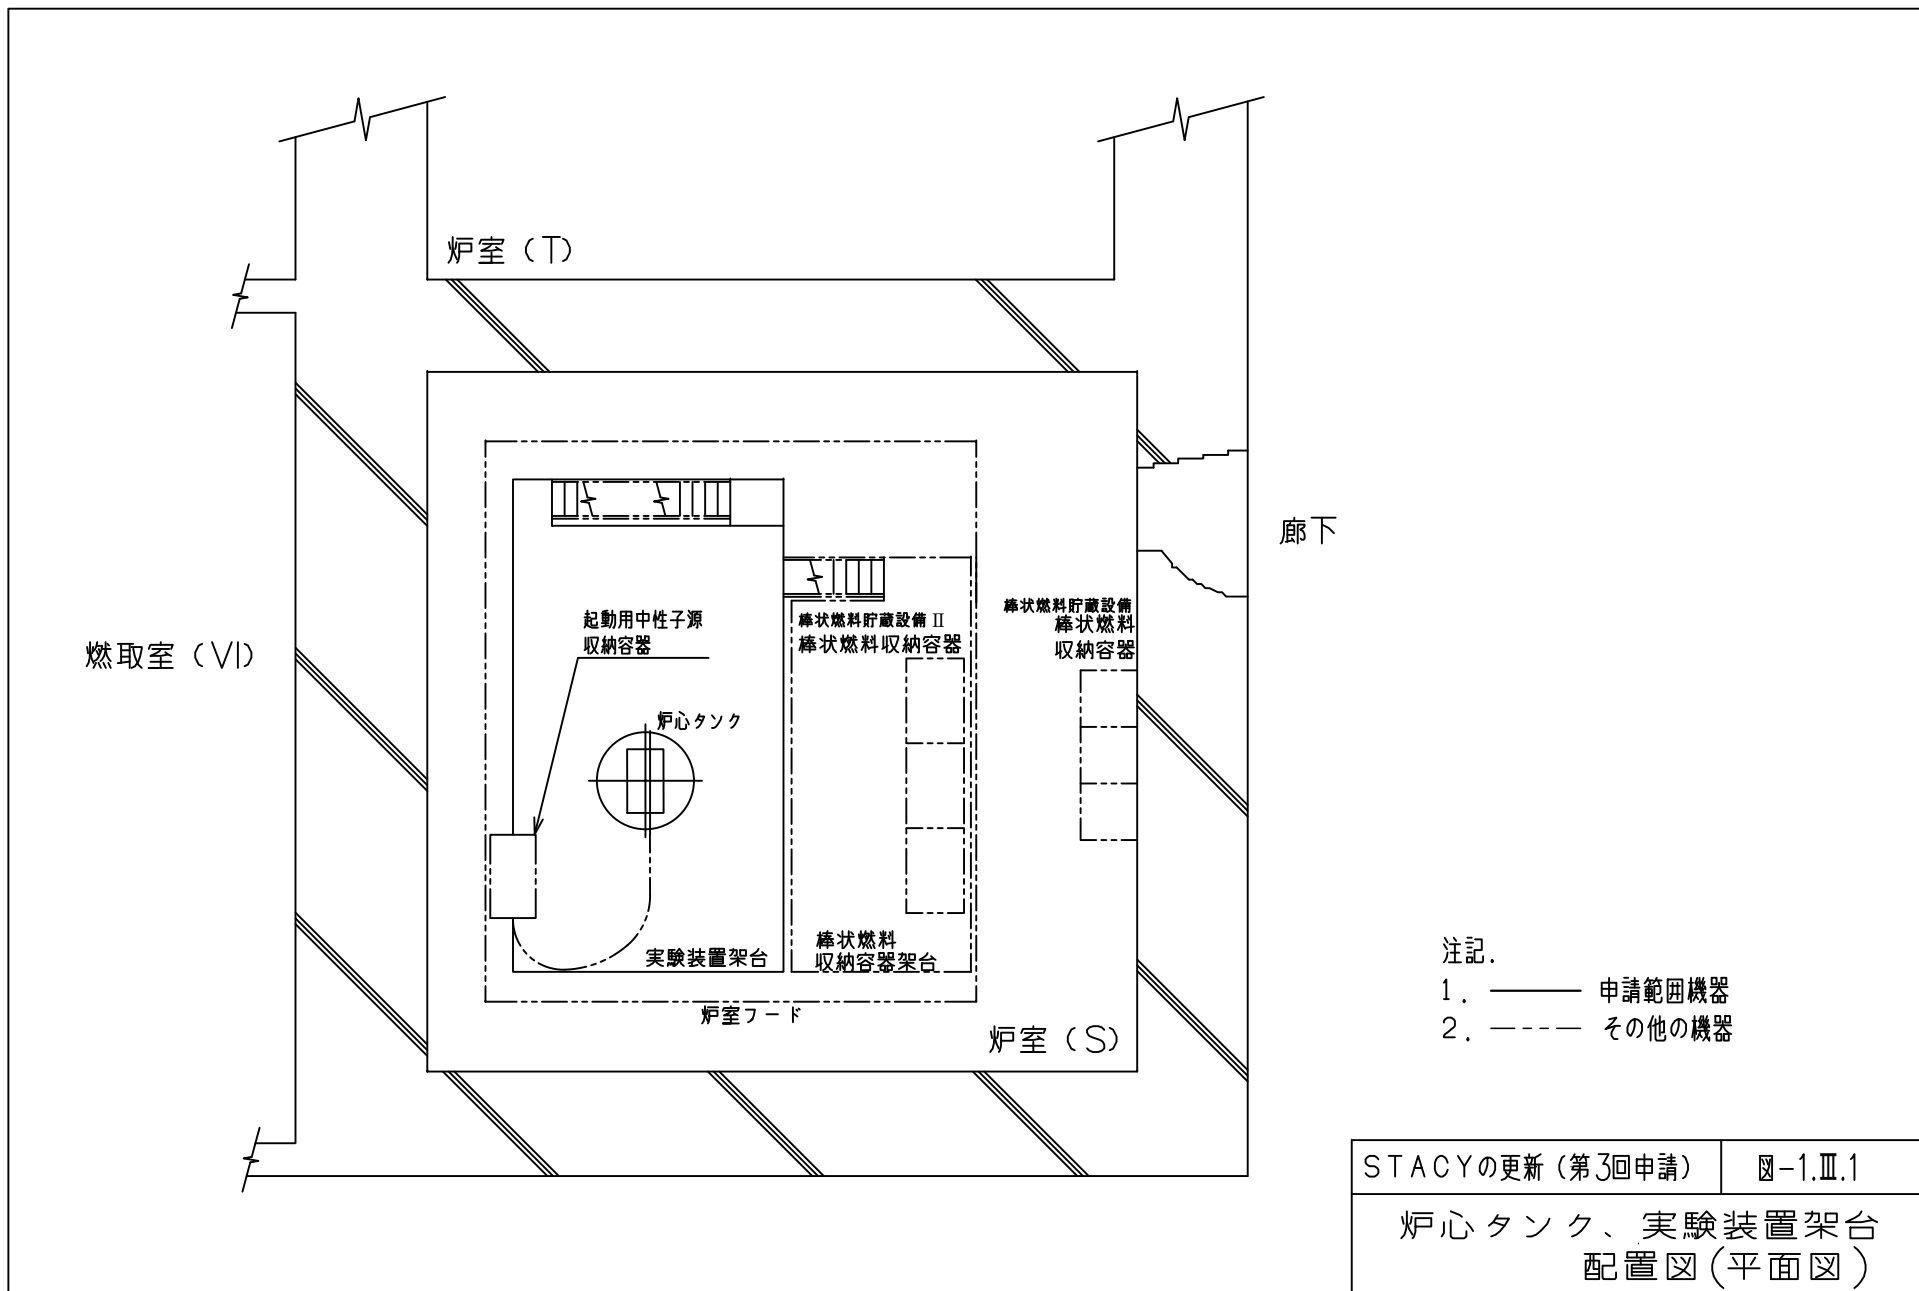 炉室（T）
起動用中性子源
収納容器
棒状燃料貯蔵設備Ⅱ
棒状燃料収納容器
棒状燃料貯蔵設備
棒状燃料
収納容器
廊下
燃取室（VI）
炉心タンク
実験装置架台
棒状燃料
収納容器架台
炉室フード
炉室（S）
注記.
1. 申請範囲機器
2. その他の機器
STACYの更新（第3回申請） 図-1.Ⅲ.1
炉心タンク、実験装置架台
配置図(平面図)